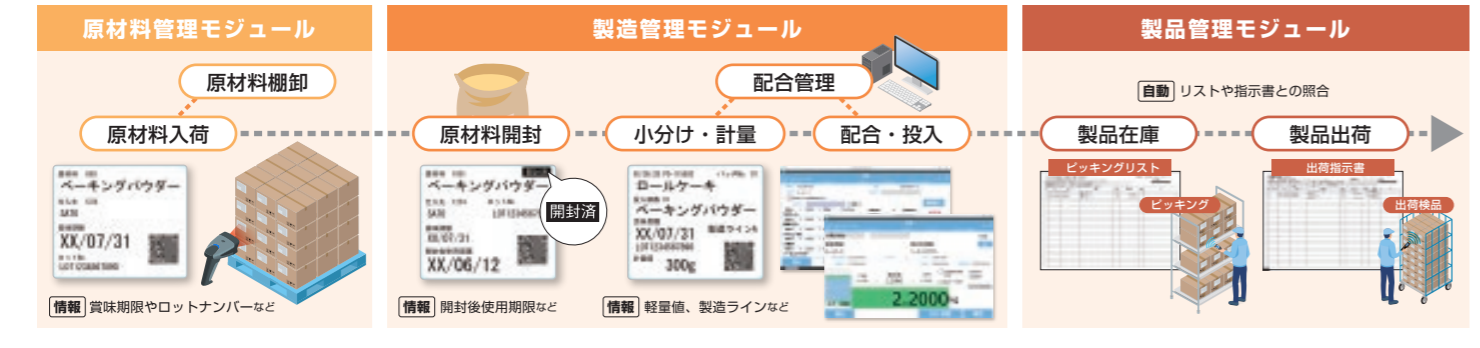 原材料管理モジュール
製造管理モジュール
製品管理モジュール
原材料棚卸
配合管理
自動 リストや指示書との照合
原材料入荷
原材料開封
小分け・計量
配合・投入
製品在庫
製品出荷
ベーキングパウダー
SATO
XX/07/31
ベーキングパウダー
開封済
SATO
XX/07/31
XX/06/12
ロールケーキ
ベーキングパウダー
XX/07/31
300g
2.2000
ピッキングリスト
ピッキング
出荷指示書
出荷検品
情報 賞味期限やロットナンバーなど
情報 開封後使用期限など
情報 軽量値、製造ラインなど